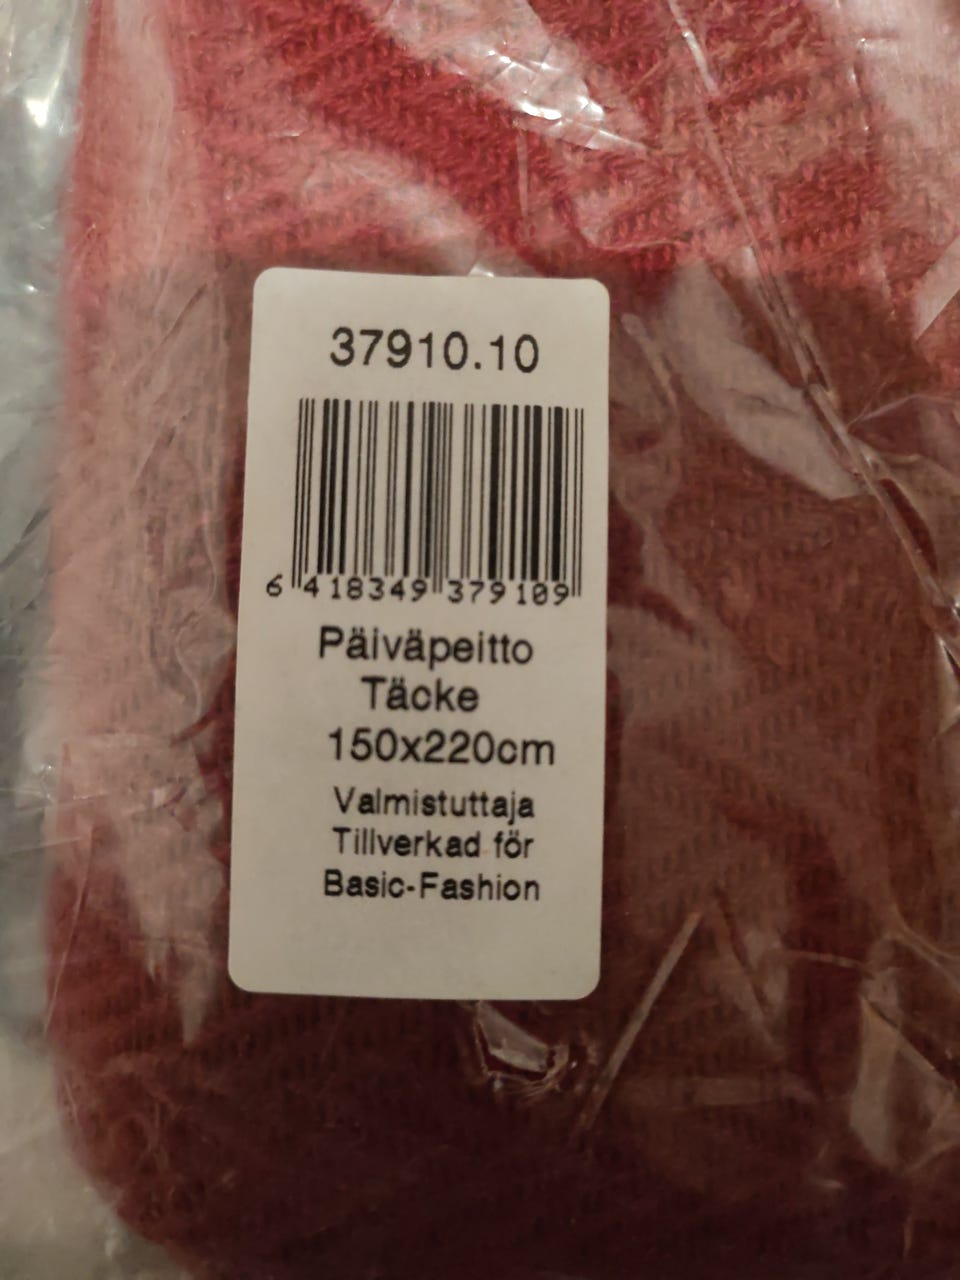 37910.10
6 418349 379109
Päiväpeitto
Täcke
150x220cm
Valmistuttaja
Tillverkad för
Basic-Fashion